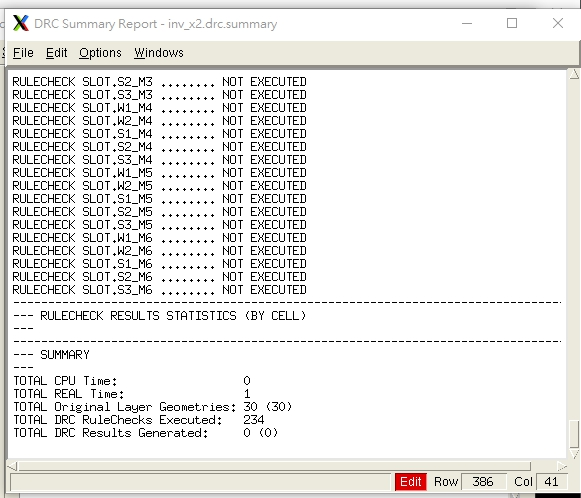 DRC Summary Report - inv_x2.drc.summary
File Edit Options Windows
RULECHECK SLOT.S2_M3 ........ NOT EXECUTED
RULECHECK SLOT.S3_M3 ........ NOT EXECUTED
RULECHECK SLOT.W1_M4 ........ NOT EXECUTED
RULECHECK SLOT.W2_M4 ........ NOT EXECUTED
RULECHECK SLOT.S1_M4 ........ NOT EXECUTED
RULECHECK SLOT.S2_M4 ........ NOT EXECUTED
RULECHECK SLOT.S3_M4 ........ NOT EXECUTED
RULECHECK SLOT.W1_M5 ........ NOT EXECUTED
RULECHECK SLOT.W2_M5 ........ NOT EXECUTED
RULECHECK SLOT.S1_M5 ........ NOT EXECUTED
RULECHECK SLOT.S2_M5 ........ NOT EXECUTED
RULECHECK SLOT.S3_M5 ........ NOT EXECUTED
RULECHECK SLOT.W1_M6 ........ NOT EXECUTED
RULECHECK SLOT.W2_M6 ........ NOT EXECUTED
RULECHECK SLOT.S1_M6 ........ NOT EXECUTED
RULECHECK SLOT.S2_M6 ........ NOT EXECUTED
RULECHECK SLOT.S3_M6 ........ NOT EXECUTED
----------------------------------------------------------------------------------
--- RULECHECK RESULTS STATISTICS (BY CELL)
---
----------------------------------------------------------------------------------
--- SUMMARY
---
TOTAL CPU Time: 0
TOTAL REAL Time: 1
TOTAL Original Layer Geometries: 30 (30)
TOTAL DRC RuleChecks Executed: 234
TOTAL DRC Results Generated: 0 (0)
Edit Row 386 Col 41